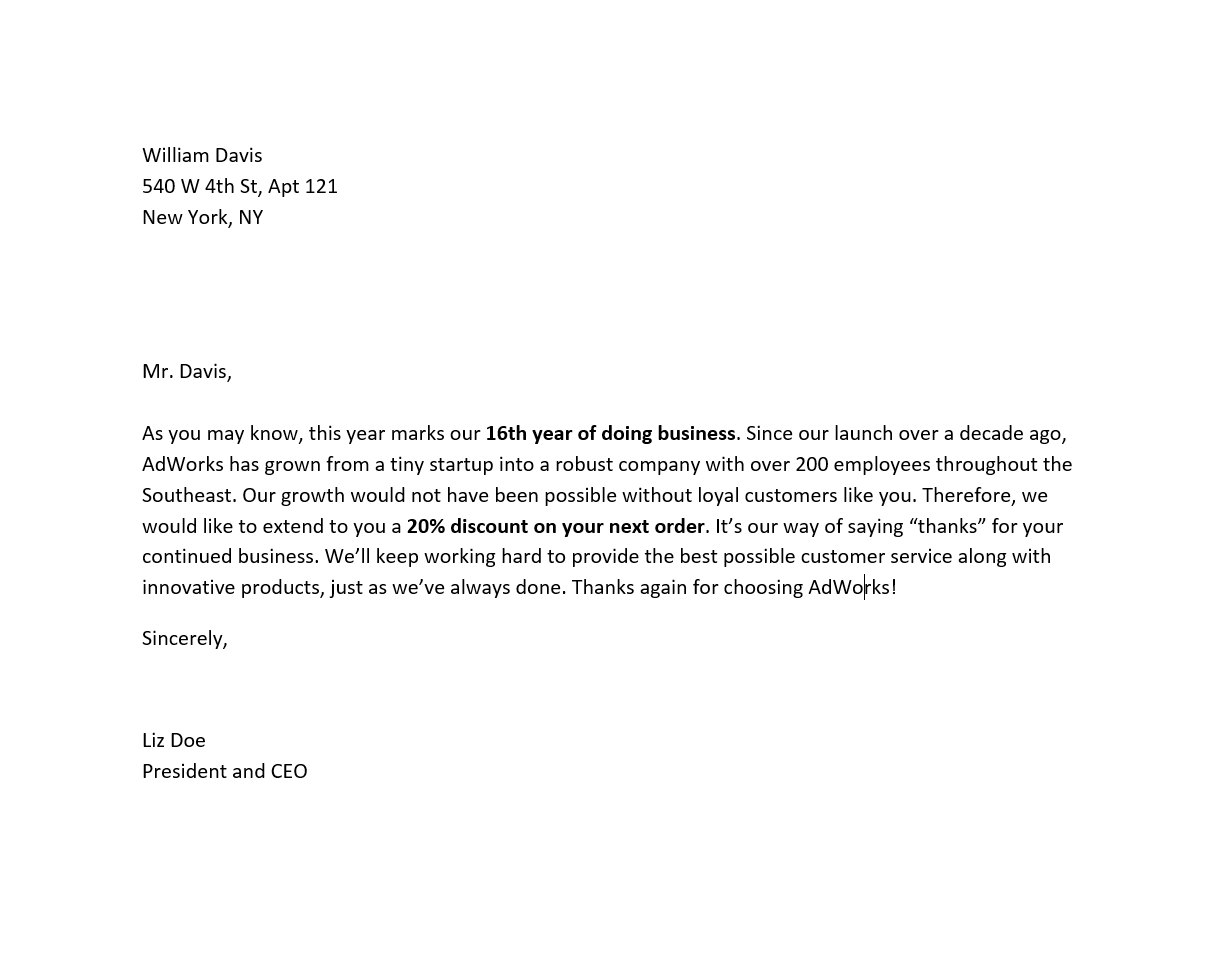 William Davis
540 W 4th St, Apt 121
New York, NY
Mr. Davis,
As you may know, this year marks our 16th year of doing business. Since our launch over a decade ago,
AdWorks has grown from a tiny startup into a robust company with over 200 employees throughout the
Southeast. Our growth would not have been possible without loyal customers like you. Therefore, we
would like to extend to you a 20% discount on your next order. It’s our way of saying “thanks” for your
continued business. We’ll keep working hard to provide the best possible customer service along with
innovative products, just as we’ve always done. Thanks again for choosing AdWorks!
Sincerely,
Liz Doe
President and CEO